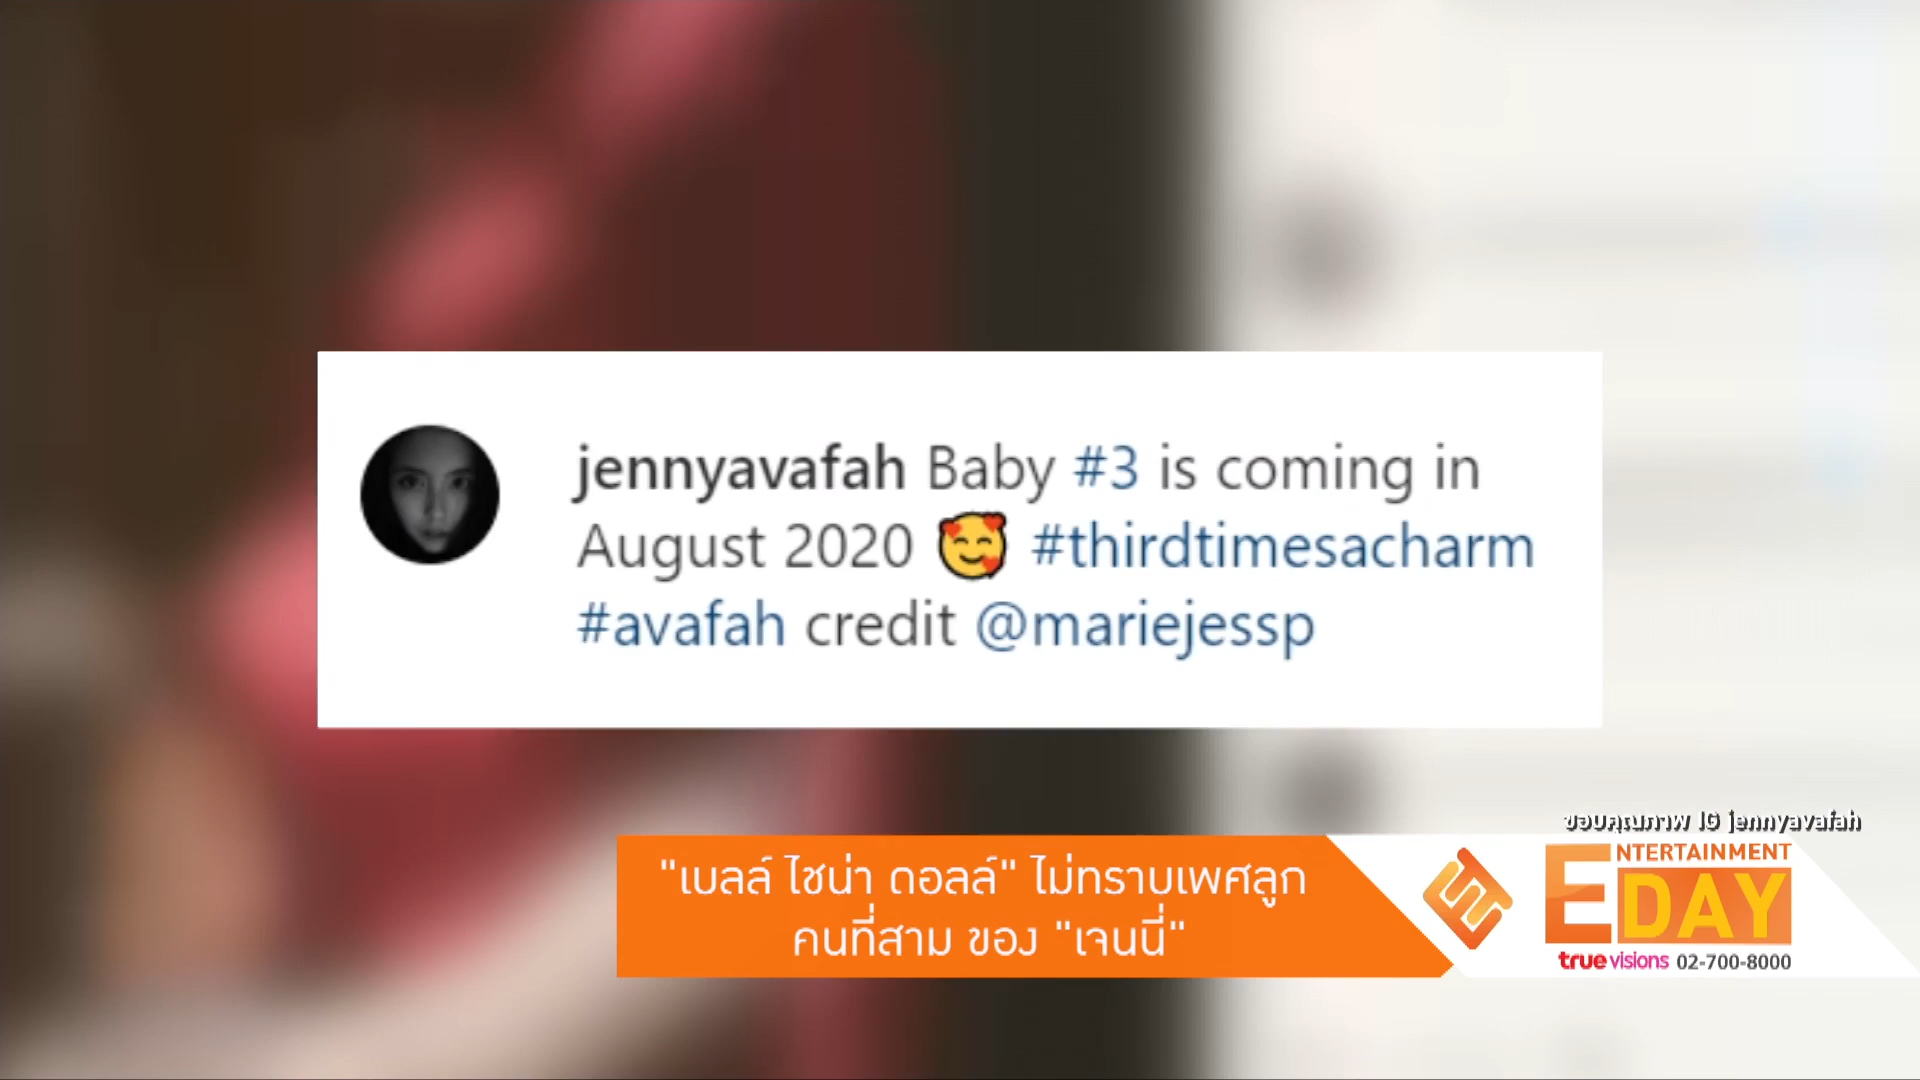 jennyavafah Baby #3 is coming in
August 2020 🥰 #thirdtimesacharm
#avafah credit @mariejessp
ขอบคุณภาพ IG jennyavafah
"เบลล์ ไชน่า ดอลล์" ไม่ทราบเพศลูก
คนที่สาม ของ "เจนนี่"
ENTERTAINMENT
DAY
truevisions 02-700-8000